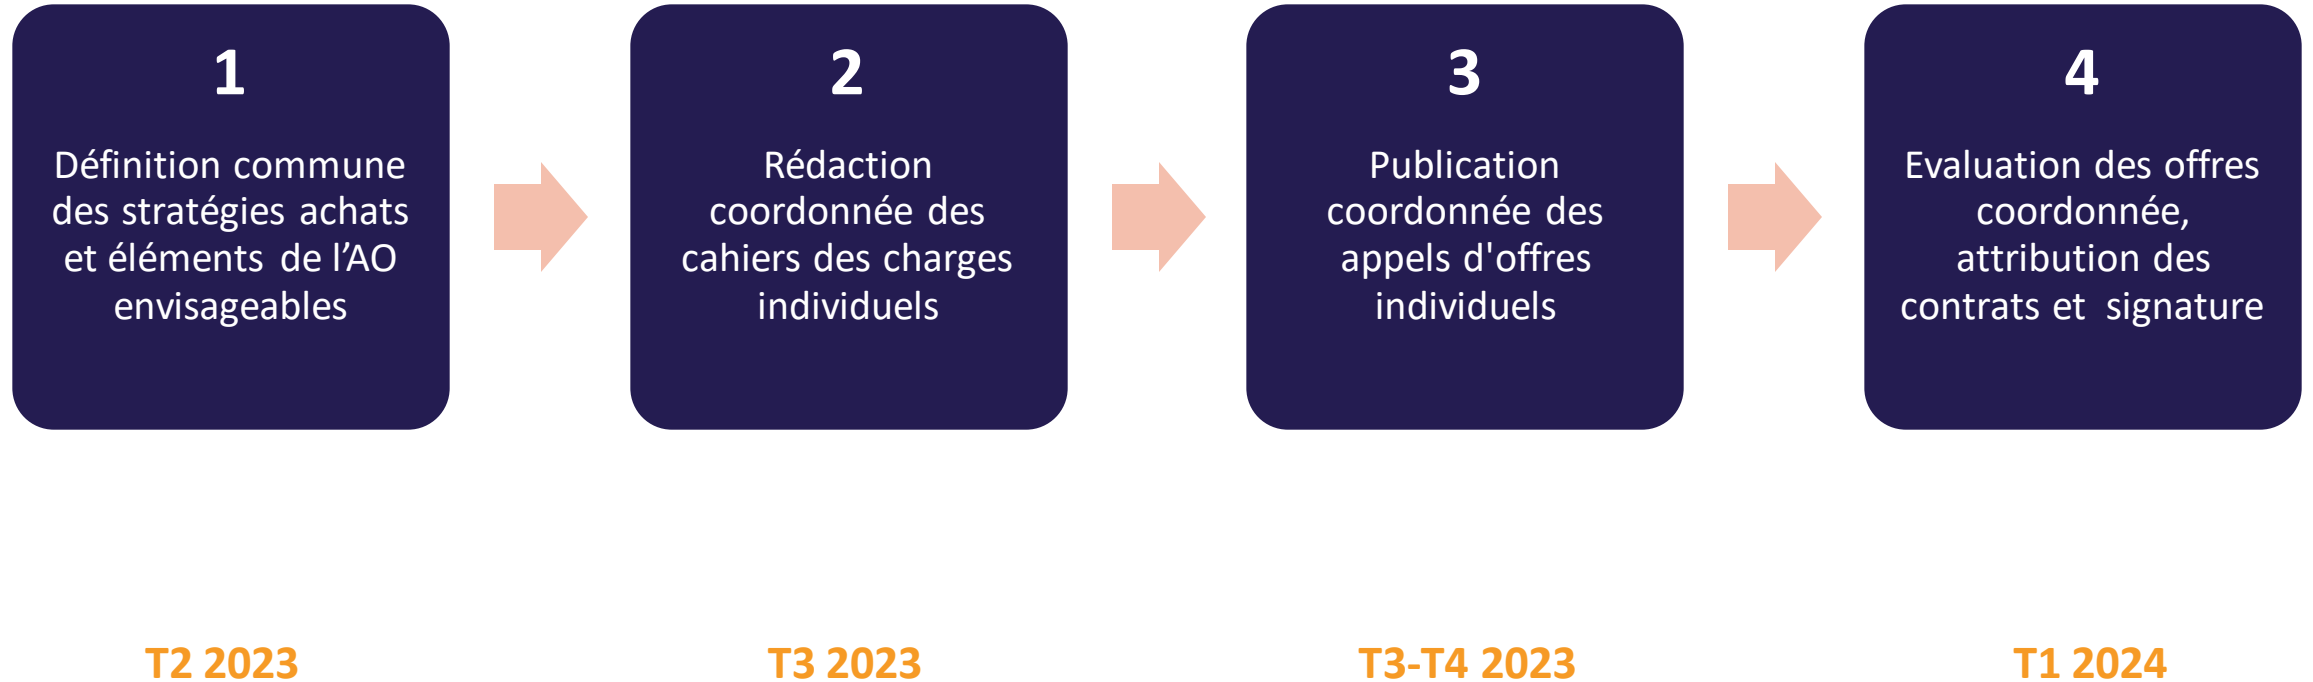 1
Définition commune
des stratégies achats
et éléments de l’AO
envisageables
2
Rédaction
coordonnée des
cahiers des charges
individuels
3
Publication
coordonnée des
appels d'offres
individuels
4
Evaluation des offres
coordonnée,
attribution des
contrats et signature
T2 2023
T3 2023
T3-T4 2023
T1 2024